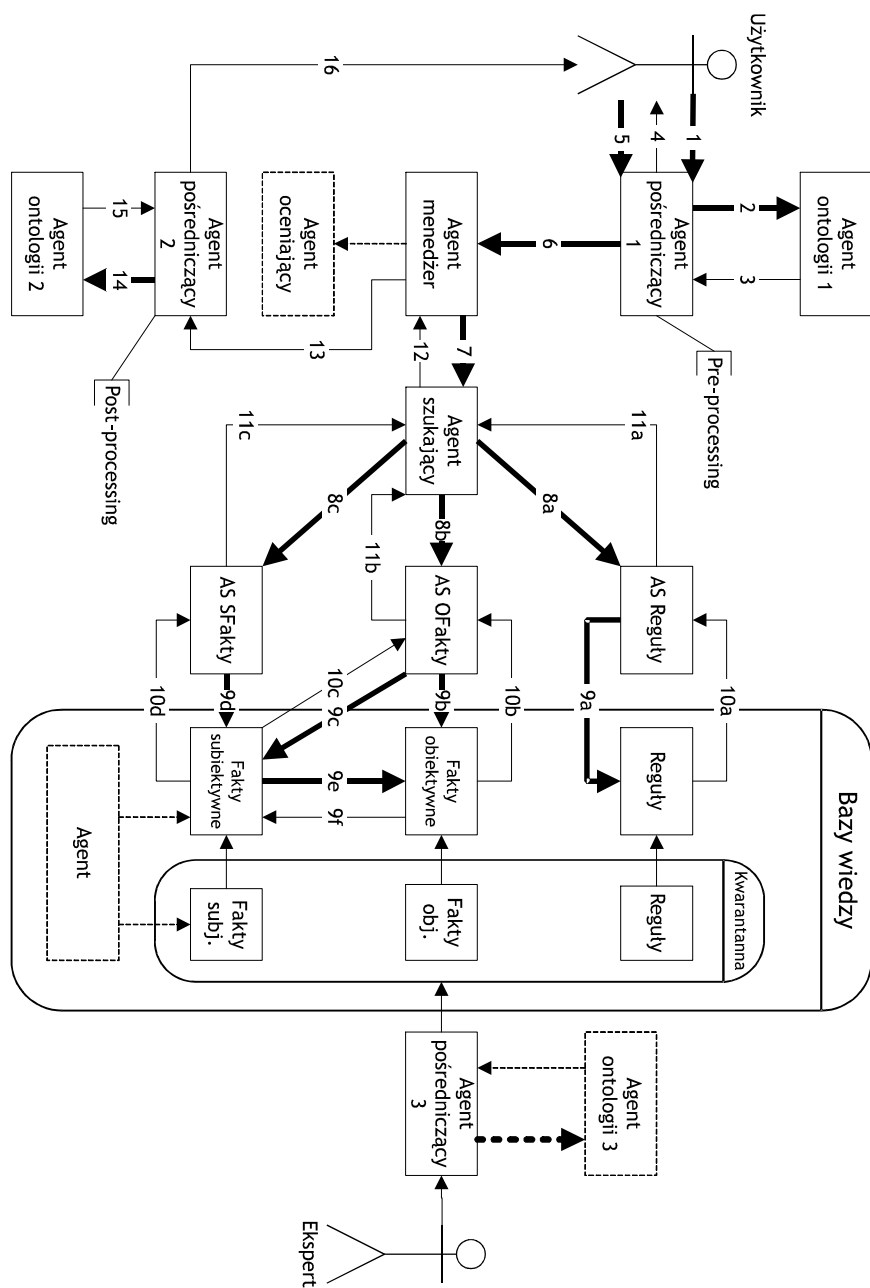 Bazy wiedzy
Agent
ontologii 1
Użytkownik
2
3
Pre-processing
Kwarantanna
1
4
5
Agent
pośredniczący
1
10a
AS Reguły
Reguły
Reguły
11a
9a
Agent
ontologii 3
6
8a
7
12
Agent
menedżer
Agent
szukający
8b
AS OFakty
9b
10b
Fakty
obiektywne
Fakty
obj.
Agent
pośredniczący
3
11b
16
13
8c
10c
9c
9e
9f
Agent
oceniający
Ekspert
11c
AS SFakty
9d
Fakty
subiektywne
Fakty
subj.
Agent
pośredniczący
2
10d
15
14
Post-processing
Agent
Agent
ontologii 2